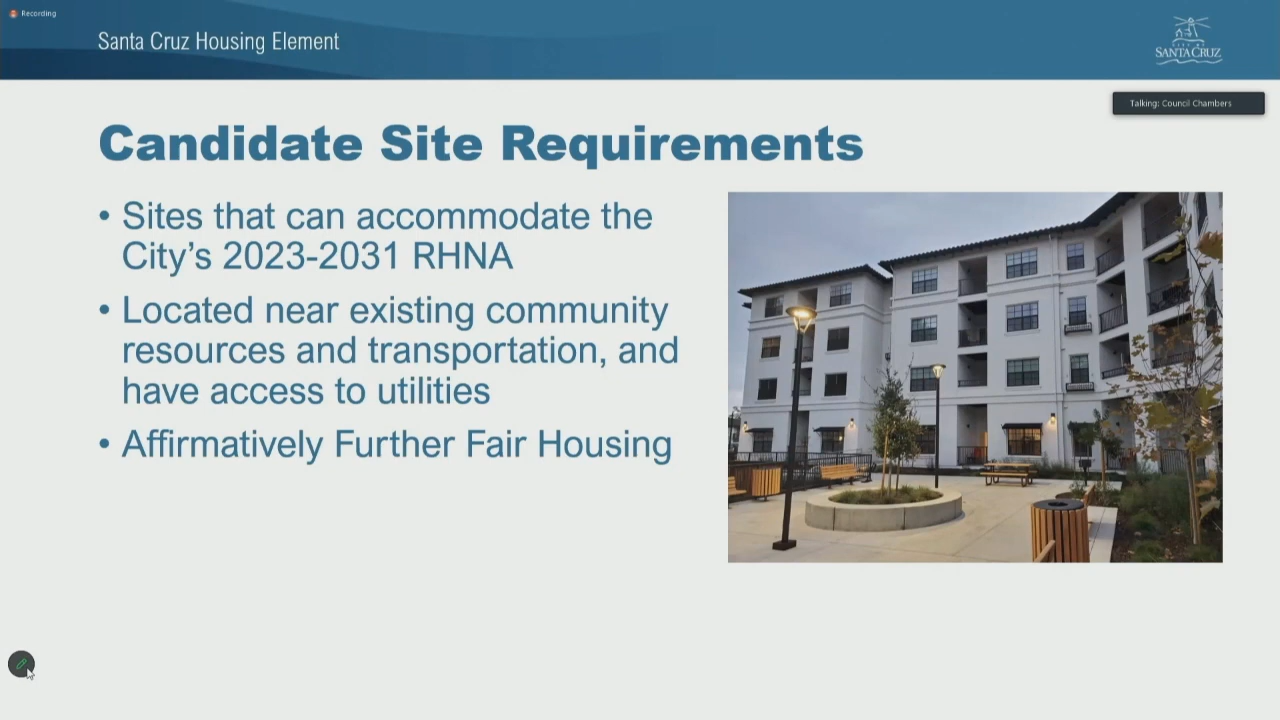 Recording
Santa Cruz Housing Element
CITY OF
SANTA CRUZ
Talking: Council Chambers
Candidate Site Requirements
• Sites that can accommodate the
City's 2023-2031 RHNA
• Located near existing community
resources and transportation, and
have access to utilities
• Affirmatively Further Fair Housing